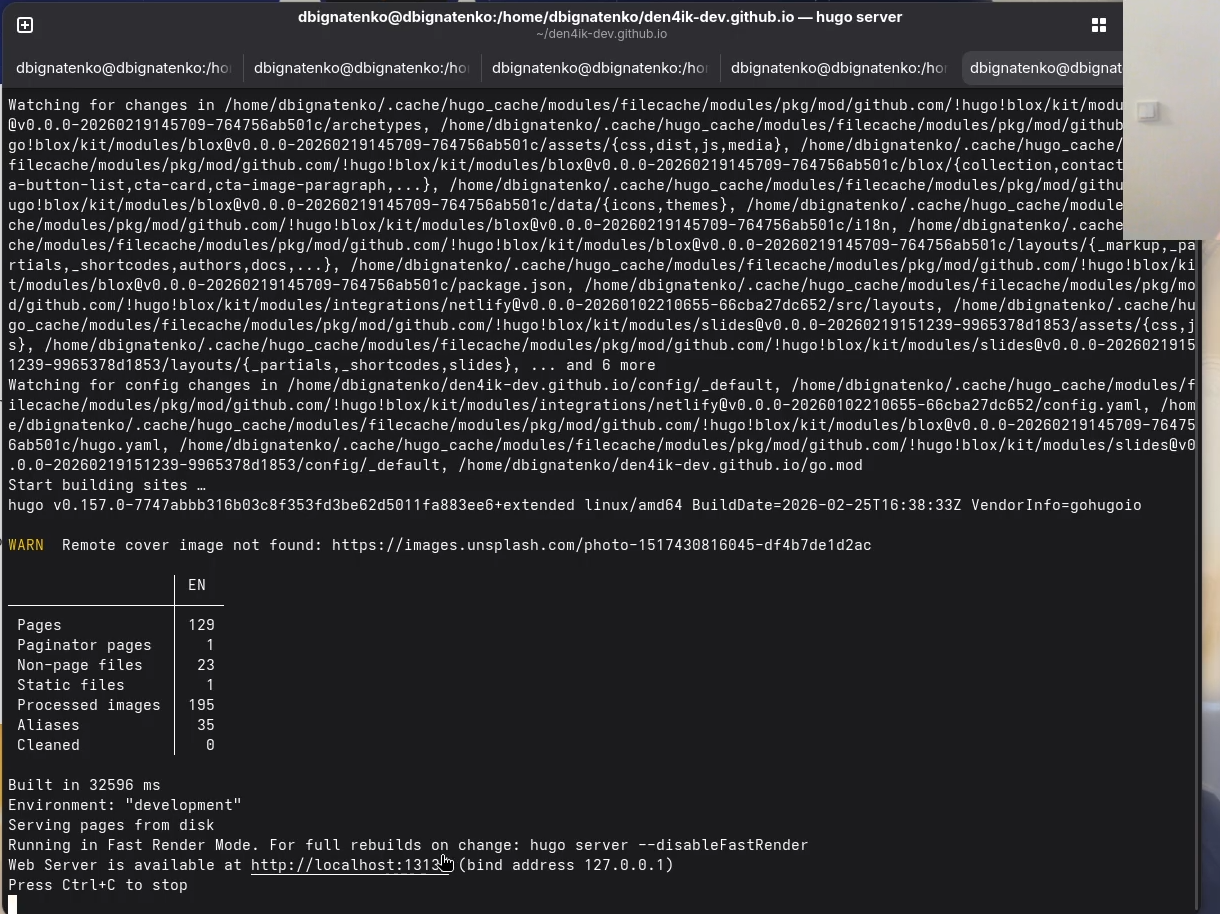 dbignatenko@dbignatenko:/home/dbignatenko/den4ik-dev.github.io — hugo server
~/den4ik-dev.github.io
dbignatenko@dbignatenko:/ho dbignatenko@dbignatenko:/ho dbignatenko@dbignatenko:/ho dbignatenko@dbignatenko:/ho dbignatenko@dbignat
Watching for changes in /home/dbignatenko/.cache/hugo_cache/modules/filecache/modules/pkg/mod/github.com/!hugo!blox/kit/modu
@v0.0.0-20260219145709-764756ab501c/archetypes, /home/dbignatenko/.cache/hugo_cache/modules/filecache/modules/pkg/mod/github
go!blox/kit/modules/blox@v0.0.0-20260219145709-764756ab501c/assets/{css,dist,js,media}, /home/dbignatenko/.cache/hugo_cache/
filecache/modules/pkg/mod/github.com/!hugo!blox/kit/modules/blox@v0.0.0-20260219145709-764756ab501c/blox/{collection,contact
a-button-list,cta-card,cta-image-paragraph,...}, /home/dbignatenko/.cache/hugo_cache/modules/filecache/modules/pkg/mod/githu
ugo!blox/kit/modules/blox@v0.0.0-20260219145709-764756ab501c/data/{icons,themes}, /home/dbignatenko/.cache/hugo_cache/module
che/modules/pkg/mod/github.com/!hugo!blox/kit/modules/blox@v0.0.0-20260219145709-764756ab501c/i18n, /home/dbignatenko/.cache
che/modules/filecache/modules/pkg/mod/github.com/!hugo!blox/kit/modules/blox@v0.0.0-20260219145709-764756ab501c/layouts/{_markup,_pa
rtials,_shortcodes,authors,docs,...}, /home/dbignatenko/.cache/hugo_cache/modules/filecache/modules/pkg/mod/github.com/!hugo!blox/ki
t/modules/blox@v0.0.0-20260219145709-764756ab501c/package.json, /home/dbignatenko/.cache/hugo_cache/modules/filecache/modules/pkg/mo
d/github.com/!hugo!blox/kit/modules/integrations/netlify@v0.0.0-20260102210655-66cba27dc652/src/layouts, /home/dbignatenko/.cache/hu
go_cache/modules/filecache/modules/pkg/mod/github.com/!hugo!blox/kit/modules/slides@v0.0.0-20260219151239-9965378d1853/assets/{css,j
s}, /home/dbignatenko/.cache/hugo_cache/modules/filecache/modules/pkg/mod/github.com/!hugo!blox/kit/modules/slides@v0.0.0-2026021915
1239-9965378d1853/layouts/{_partials,_shortcodes,slides}, ... and 6 more
Watching for config changes in /home/dbignatenko/den4ik-dev.github.io/config/_default, /home/dbignatenko/.cache/hugo_cache/modules/f
ilecache/modules/pkg/mod/github.com/!hugo!blox/kit/modules/integrations/netlify@v0.0.0-20260102210655-66cba27dc652/config.yaml, /hom
e/dbignatenko/.cache/hugo_cache/modules/filecache/modules/pkg/mod/github.com/!hugo!blox/kit/modules/blox@v0.0.0-20260219145709-76475
6ab501c/hugo.yaml, /home/dbignatenko/.cache/hugo_cache/modules/filecache/modules/pkg/mod/github.com/!hugo!blox/kit/modules/slides@v0
.0.0-20260219151239-9965378d1853/config/_default, /home/dbignatenko/den4ik-dev.github.io/go.mod
Start building sites …
hugo v0.157.0-7747abbb316b03c8f353fd3be62d5011fa883ee6+extended linux/amd64 BuildDate=2026-02-25T16:38:33Z VendorInfo=gohugoio
WARN  Remote cover image not found: https://images.unsplash.com/photo-1517430816045-df4b7de1d2ac
EN
Pages 129
Paginator pages 1
Non-page files 23
Static files 1
Processed images 195
Aliases 35
Cleaned 0
Built in 32596 ms
Environment: "development"
Serving pages from disk
Running in Fast Render Mode. For full rebuilds on change: hugo server --disableFastRender
Web Server is available at http://localhost:1313 (bind address 127.0.0.1)
Press Ctrl+C to stop